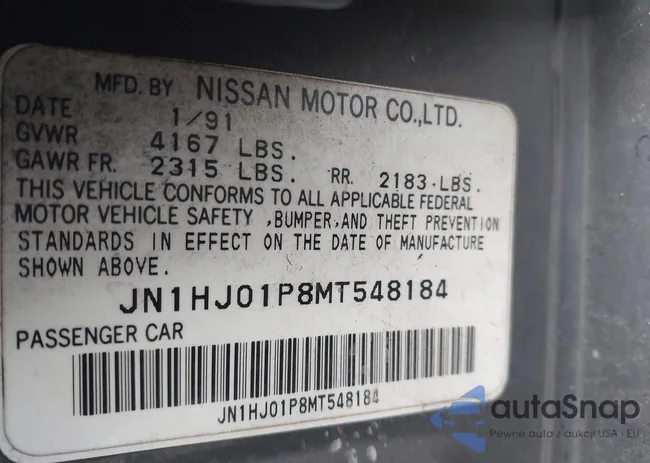 MFD. BY NISSAN MOTOR CO.,LTD.
DATE 1/91
GVWR 4167 LBS.
GAWR FR. 2315 LBS. RR. 2183 LBS.
THIS VEHICLE CONFORMS TO ALL APPLICABLE FEDERAL
MOTOR VEHICLE SAFETY ,BUMPER,AND THEFT PREVENTION
STANDARDS IN EFFECT ON THE DATE OF MANUFACTURE
SHOWN ABOVE.
JN1HJ01P8MT548184
PASSENGER CAR
JN1HJ01P8MT548184
autoSnap
Pewne auta z aukcji USA - EU